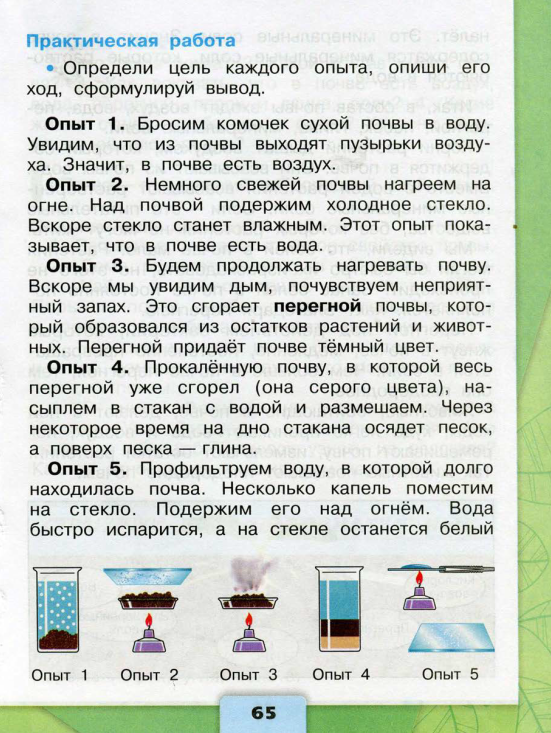 Практическая работа
• Определи цель каждого опыта, опиши его
ход, сформулируй вывод.
Опыт 1. Бросим комочек сухой почвы в воду.
Увидим, что из почвы выходят пузырьки возду-
ха. Значит, в почве есть воздух.
Опыт 2. Немного свежей почвы нагреем на
огне. Над почвой подержим холодное стекло.
Вскоре стекло станет влажным. Этот опыт пока-
зывает, что в почве есть вода.
Опыт 3. Будем продолжать нагревать почву.
Вскоре мы увидим дым, почувствуем неприят-
ный запах. Это сгорает перегной почвы, кото-
рый образовался из остатков растений и живот-
ных. Перегной придаёт почве тёмный цвет.
Опыт 4. Прокалённую почву, в которой весь
перегной уже сгорел (она серого цвета), на-
сыплем в стакан с водой и размешаем. Через
некоторое время на дно стакана осядет песок,
а поверх песка — глина.
Опыт 5. Профильтруем воду, в которой долго
находилась почва. Несколько капель поместим
на стекло. Подержим его над огнём. Вода
быстро испарится, а на стекле останется белый
Опыт 1 Опыт 2 Опыт 3 Опыт 4 Опыт 5
65